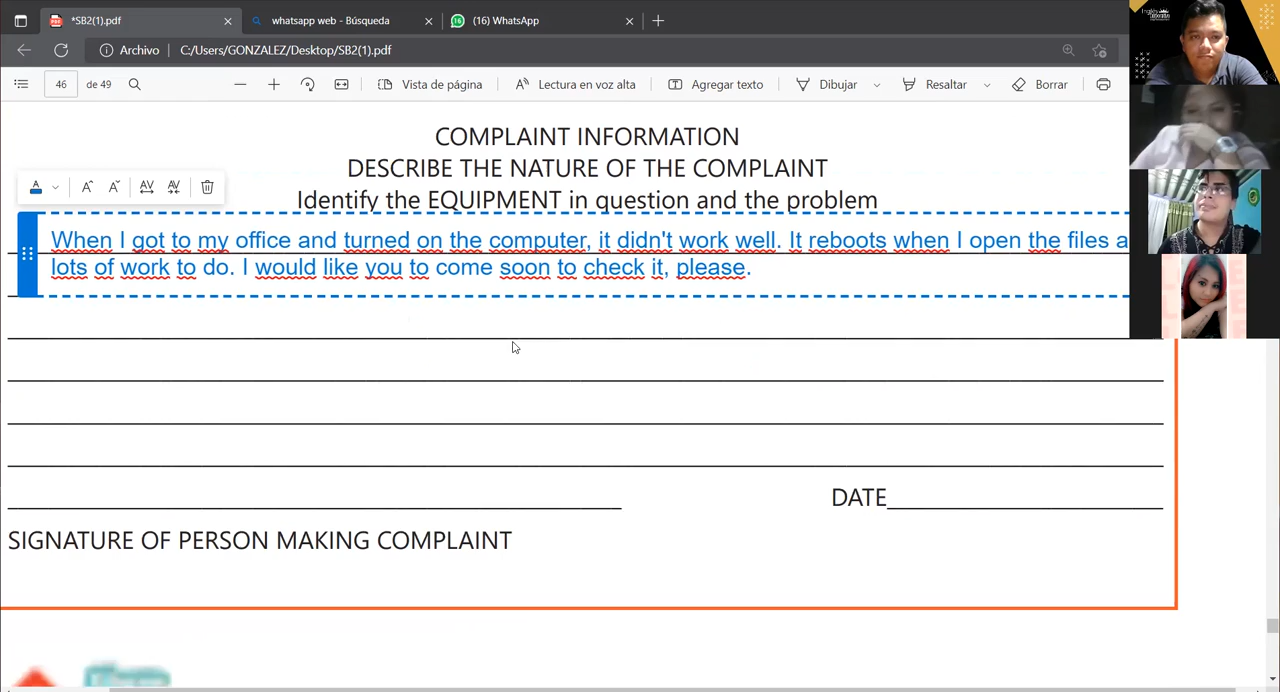 *SB2(1).pdf
whatsapp web - Búsqueda
(16) WhatsApp
Archivo C:/Users/GONZALEZ/Desktop/SB2(1).pdf
46 de 49
Vista de página
Lectura en voz alta
Agregar texto
Dibujar
Resaltar
Borrar
COMPLAINT INFORMATION
DESCRIBE THE NATURE OF THE COMPLAINT
Identify the EQUIPMENT in question and the problem
When I got to my office and turned on the computer, it didn't work well. It reboots when I open the files a
lots of work to do. I would like you to come soon to check it, please.
DATE
SIGNATURE OF PERSON MAKING COMPLAINT